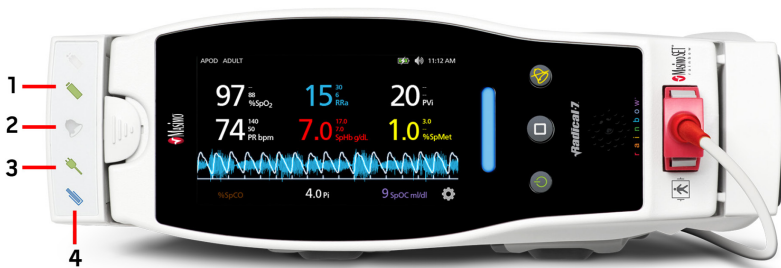 1
2
3
4
APOD ADULT
11:12 AM
97 – 88 %SpO2
15 30 6 RRa
20 – – PVi
74 140 50 PR bpm
7.0 17.0 7.0 SpHb g/dL
1.0 3.0 – %SpMet
%SpCO
4.0 Pi
9 SpOC ml/dl
Masimo
Radical-7
rainbow
Masimo SET
rainbow